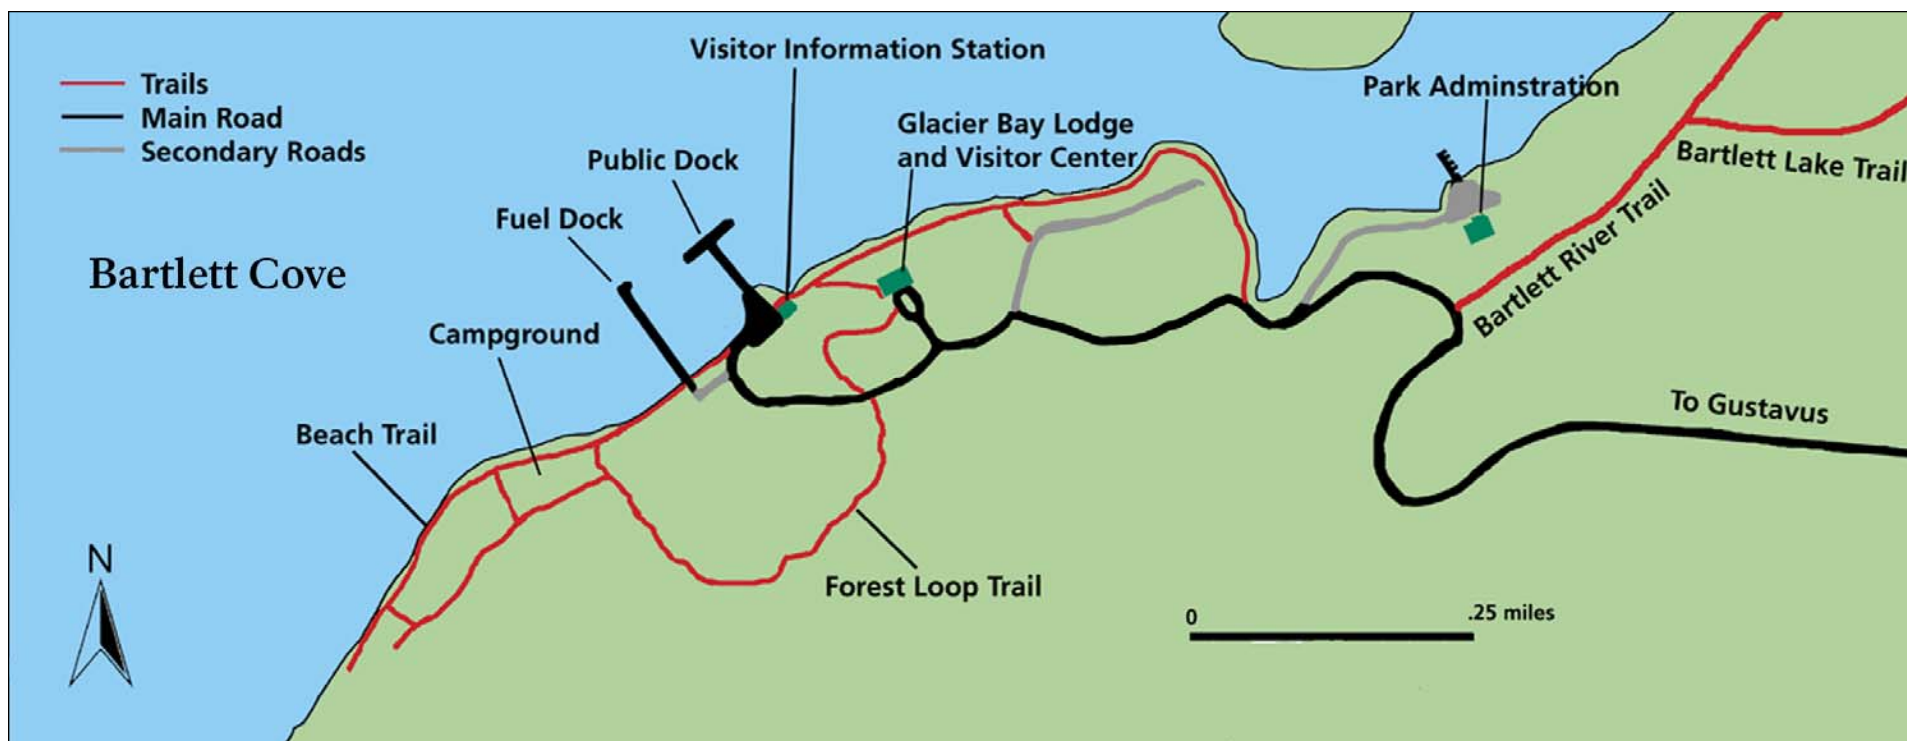 Visitor Information Station
Trails
Main Road
Secondary Roads
Park Adminstration
Glacier Bay Lodge
and Visitor Center
Public Dock
Fuel Dock
Bartlett Lake Trail
Bartlett River Trail
Bartlett Cove
Campground
To Gustavus
Beach Trail
N
Forest Loop Trail
0
.25 miles